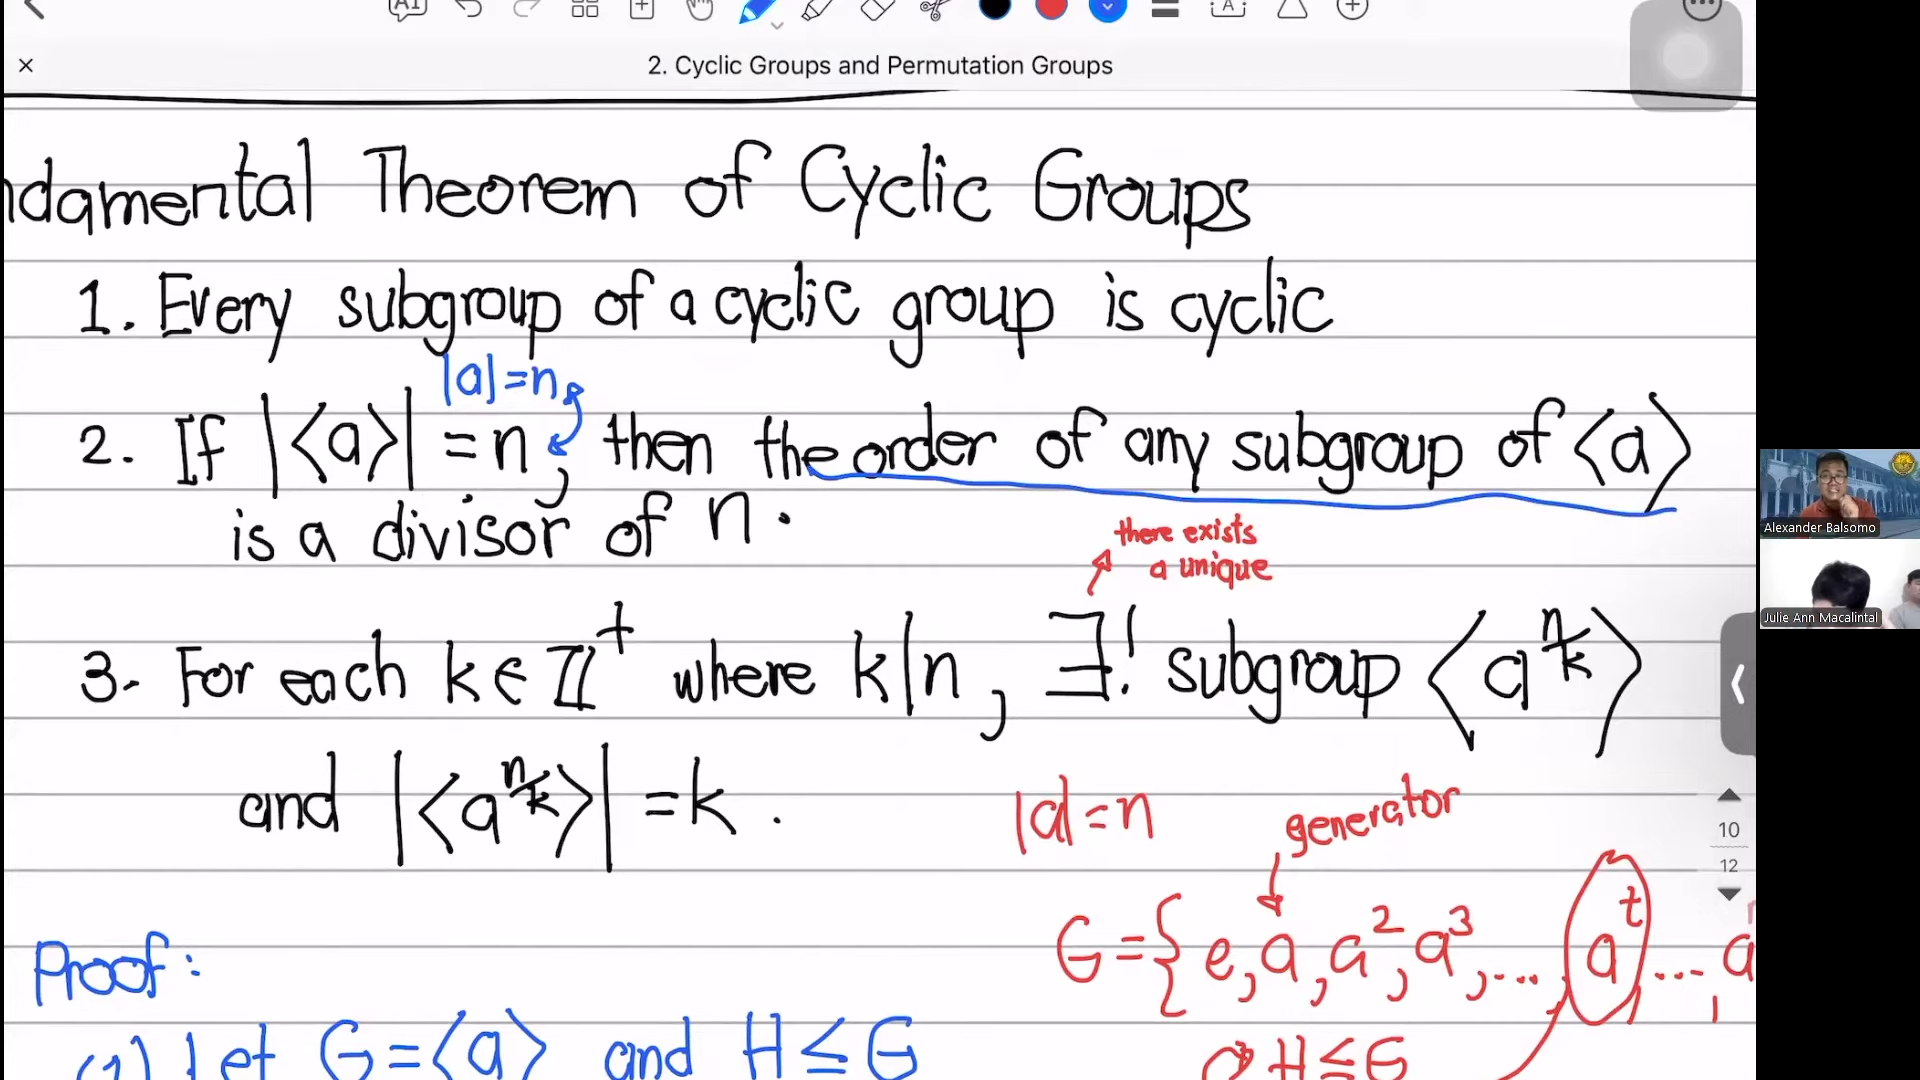 2. Cyclic Groups and Permutation Groups
ndamental Theorem of Cyclic Groups
1. Every subgroup of a cyclic group is cyclic
|a| = n
2. If |⟨a⟩| = n, then the order of any subgroup of ⟨a⟩
is a divisor of n.
there exists
a unique
3. For each k ∈ ℤ⁺ where k|n, ∃! subgroup ⟨a^{n/k}⟩
and |⟨a^{n/k}⟩| = k.
|a| = n
generator
G = { e, a, a², a³, ... a^t, ..., a
Proof:
(1) Let G = ⟨a⟩ and H ≤ G
H ≤ G
10
12
Alexander Balsomo
Julie Ann Macalintal